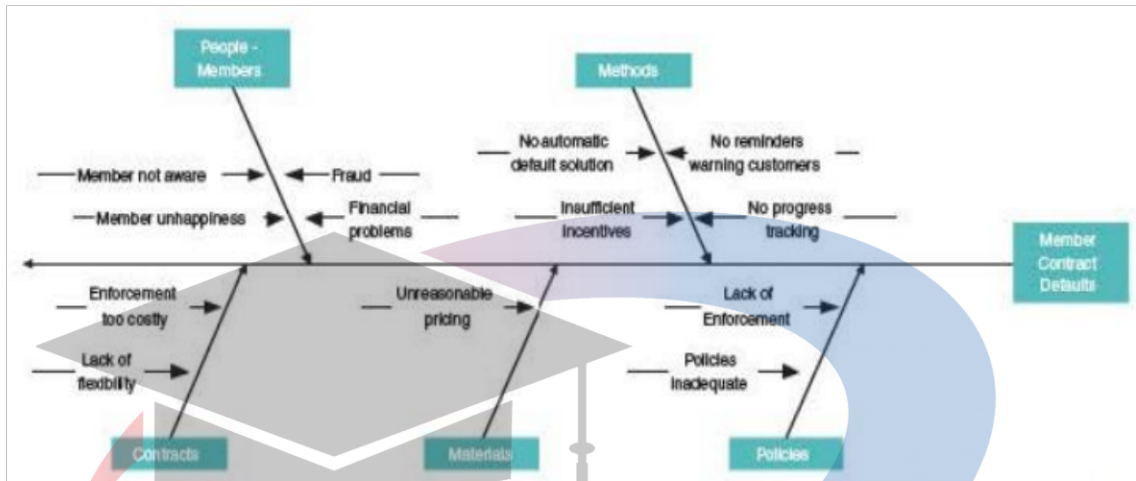 People -
Members
Methods
No automatic
default solution
No reminders
warning customers
Member not aware
Fraud
Member unhappiness
Financial
problems
Insufficient
incentives
No progress
tracking
Member
Contract
Defaults
Enforcement
too costly
Unreasonable
pricing
Lack of
Enforcement
Lack of
flexibility
Policies
Inadequate
Contracts
Materials
Policies